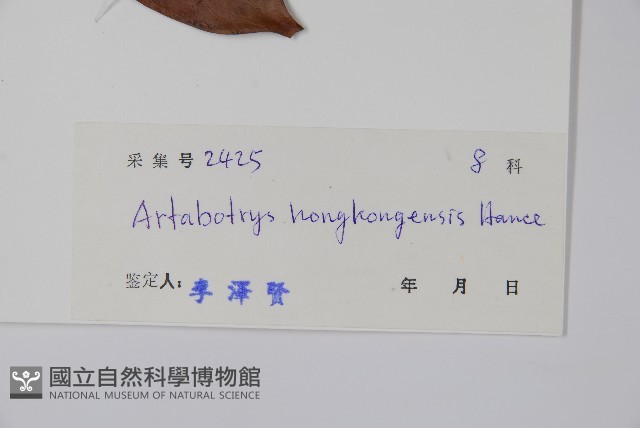 采集号 2425 8 科
Artabotrys hongkongensis Hance
鉴定人: 李澤賢 年 月 日
國立自然科學博物館
NATIONAL MUSEUM OF NATURAL SCIENCE